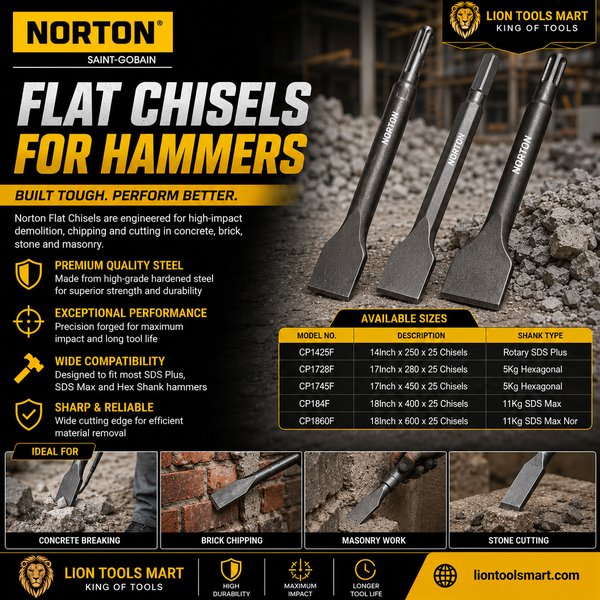 NORTON®
SAINT-GOBAIN
LION TOOLS MART
KING OF TOOLS
FLAT CHISELS
FOR HAMMERS
BUILT TOUGH. PERFORM BETTER.
Norton Flat Chisels are engineered for high-impact
demolition, chipping and cutting in concrete, brick,
stone and masonry.
PREMIUM QUALITY STEEL
Made from high-grade hardened steel
for superior strength and durability
EXCEPTIONAL PERFORMANCE
Precision forged for maximum
impact and long tool life
WIDE COMPATIBILITY
Designed to fit most SDS Plus,
SDS Max and Hex Shank hammers
SHARP & RELIABLE
Wide cutting edge for efficient
material removal
NORTON
NORTON
NORTON
AVAILABLE SIZES
MODEL NO. DESCRIPTION SHANK TYPE
CP1425F 14Inch x 250 x 25 Chisels Rotary SDS Plus
CP1728F 17Inch x 280 x 25 Chisels 5Kg Hexagonal
CP1745F 17Inch x 450 x 25 Chisels 5Kg Hexagonal
CP184F 18Inch x 400 x 25 Chisels 11Kg SDS Max
CP1860F 18Inch x 600 x 25 Chisels 11Kg SDS Max Nor
IDEAL FOR
CONCRETE BREAKING
BRICK CHIPPING
MASONRY WORK
STONE CUTTING
LION TOOLS MART
KING OF TOOLS
HIGH
DURABILITY
MAXIMUM
IMPACT
LONGER
TOOL LIFE
liontoolsmart.com